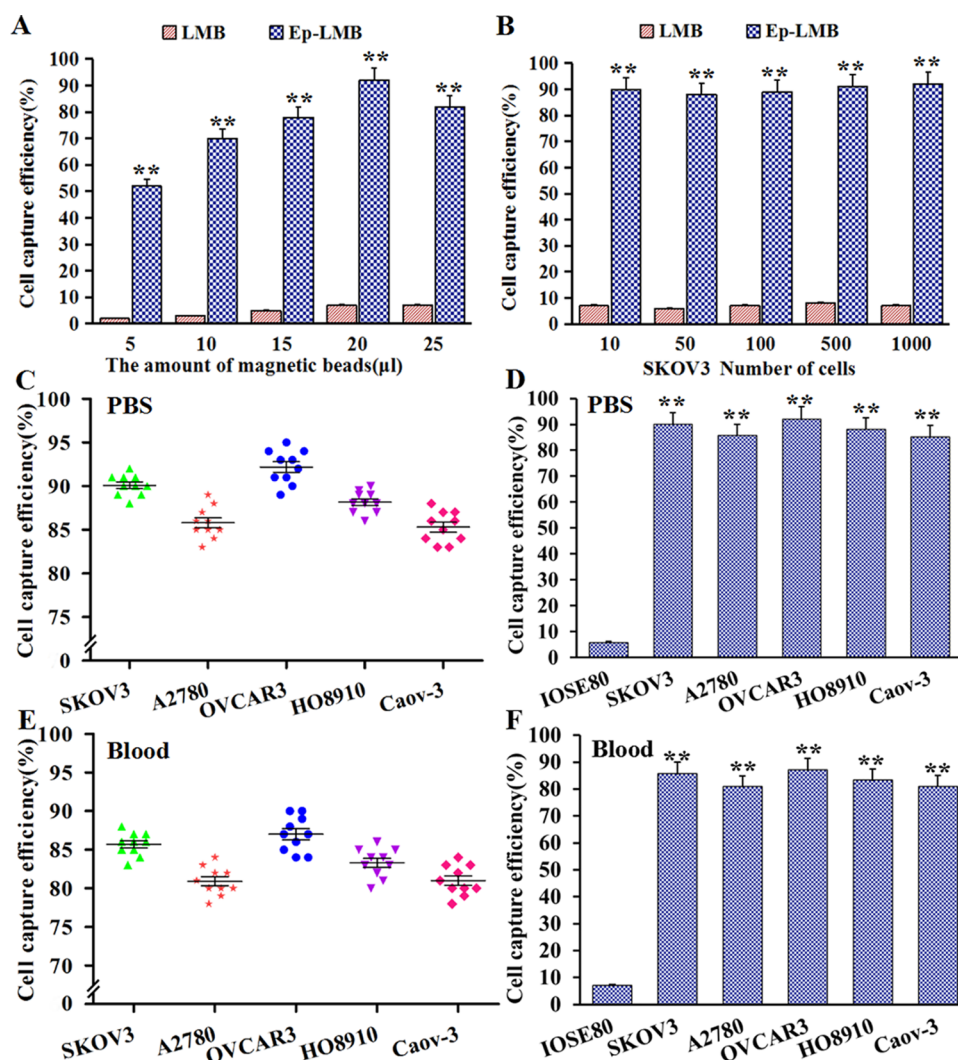 A
LMB Ep-LMB
Cell capture efficiency(%)
100
90
80
70
60
50
40
30
20
10
0
** ** ** ** **
5 10 15 20 25
The amount of magnetic beads(µl)
B
LMB Ep-LMB
Cell capture efficiency(%)
100
90
80
70
60
50
40
30
20
10
0
** ** ** ** **
10 50 100 500 1000
SKOV3 Number of cells
C
PBS
Cell capture efficiency(%)
100
95
90
85
80
75
0
SKOV3 A2780 OVCAR3 HO8910 Caov-3
D
PBS
Cell capture efficiency(%)
100
90
80
70
60
50
40
30
20
10
0
** ** ** ** **
IOSE80 SKOV3 A2780 OVCAR3 HO8910 Caov-3
E
Blood
Cell capture efficiency(%)
100
95
90
85
80
75
70
0
SKOV3 A2780 OVCAR3 HO8910 Caov-3
F
Blood
Cell capture efficiency(%)
100
90
80
70
60
50
40
30
20
10
0
** ** ** ** **
IOSE80 SKOV3 A2780 OVCAR3 HO8910 Caov-3